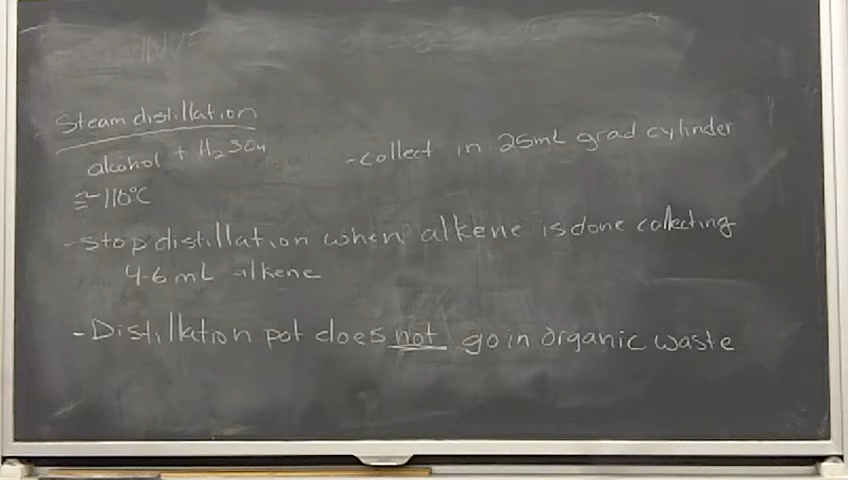 Steam distillation
alcohol + H₂SO₄
- collect in 25mL grad cylinder
≅ ~116°C
- stop distillation when alkene is done collecting
4-6 mL alkene
- Distillation pot does not go in organic waste